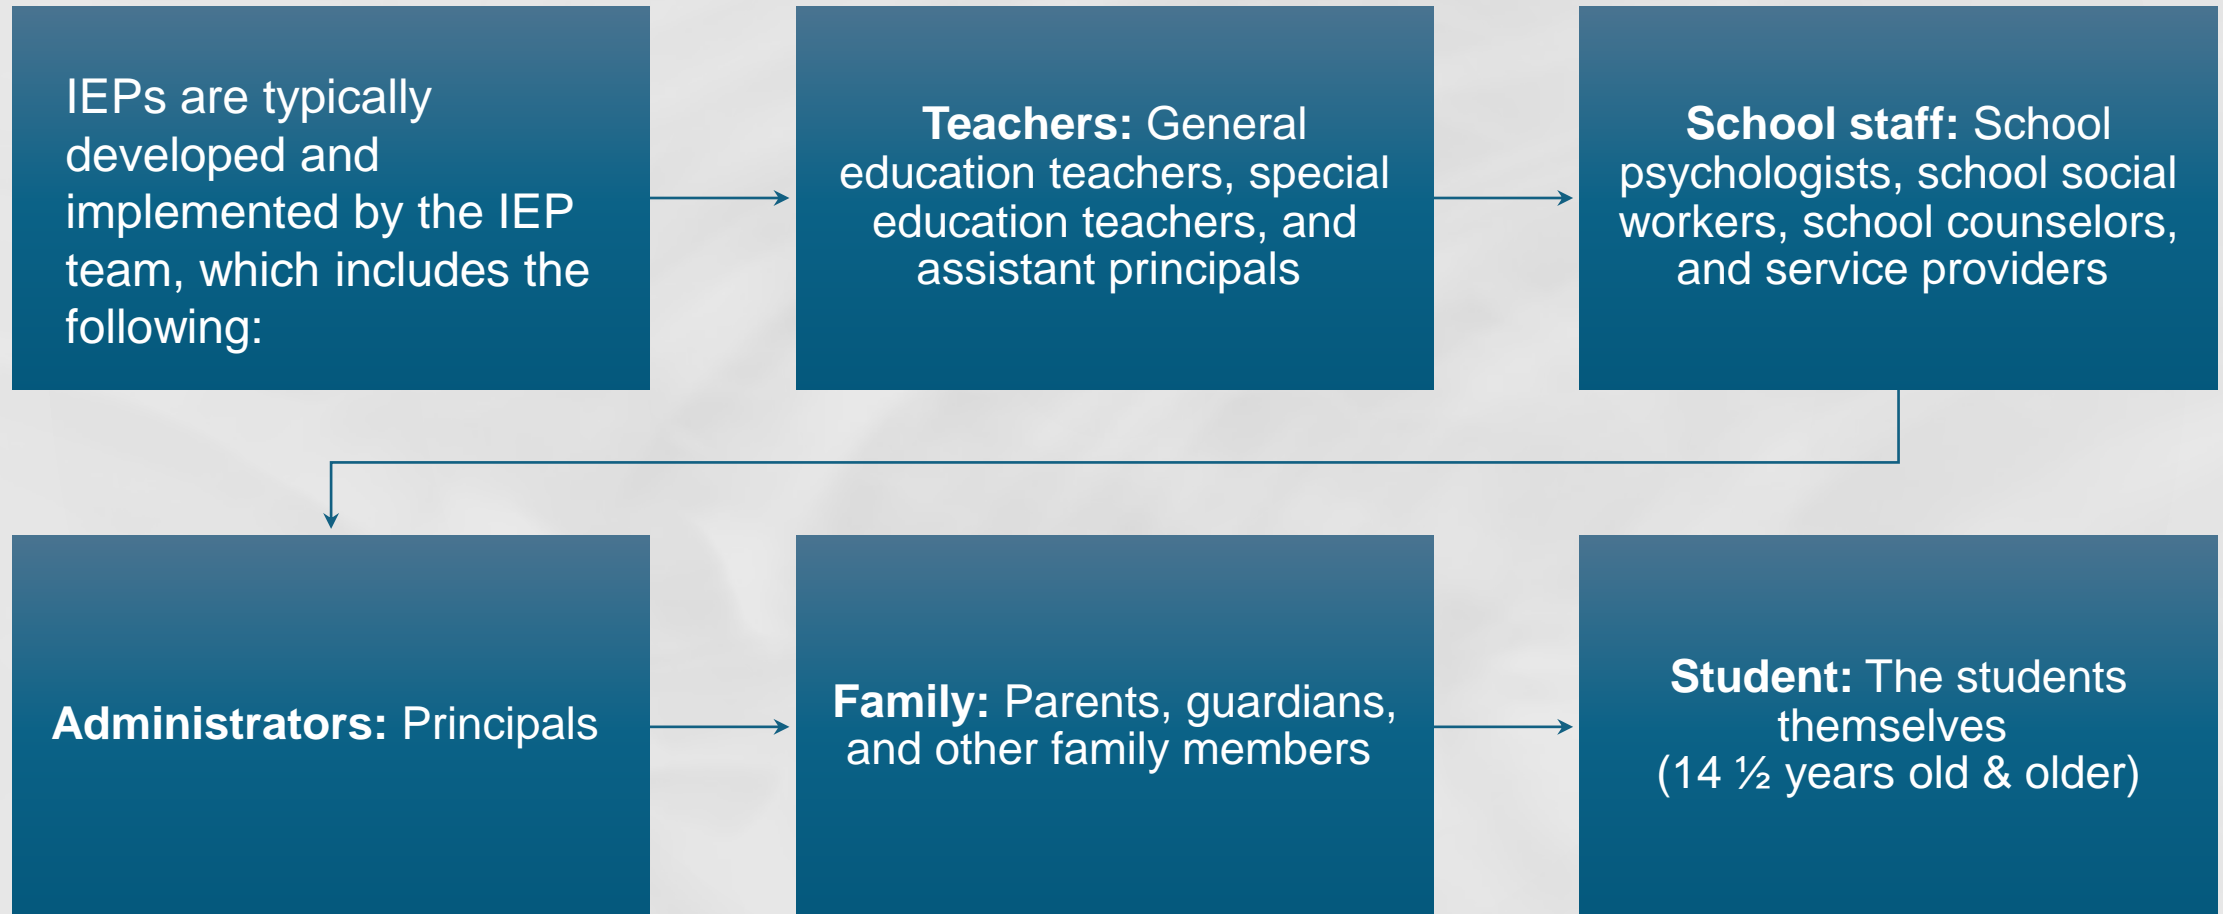 IEPs are typically
developed and
implemented by the IEP
team, which includes the
following:
Teachers: General
education teachers, special
education teachers, and
assistant principals
School staff: School
psychologists, school social
workers, school counselors,
and service providers
Administrators: Principals
Family: Parents, guardians,
and other family members
Student: The students
themselves
(14 ½ years old & older)